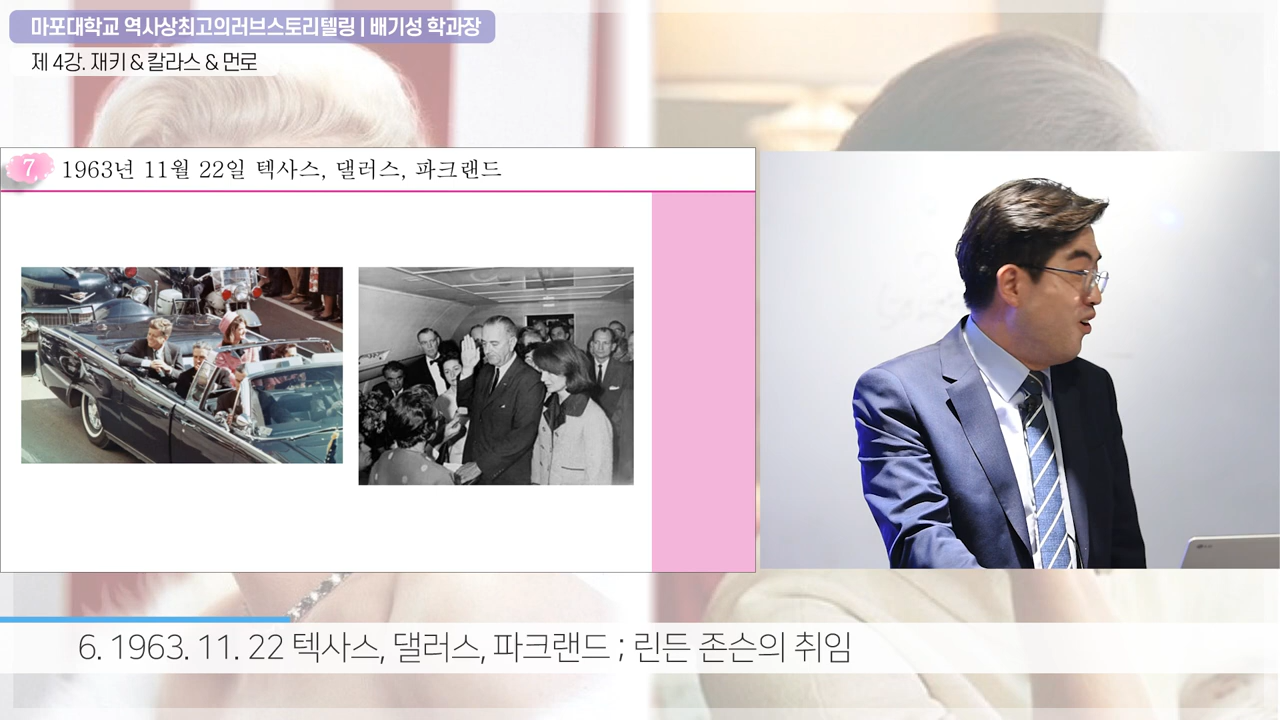 마포대학교 역사상최고의러브스토리텔링 | 배기성 학과장
제 4강. 재키 & 칼라스 & 먼로
7 1963년 11월 22일 텍사스, 댈러스, 파크랜드
6. 1963. 11. 22 텍사스, 댈러스, 파크랜드 ; 린든 존슨의 취임